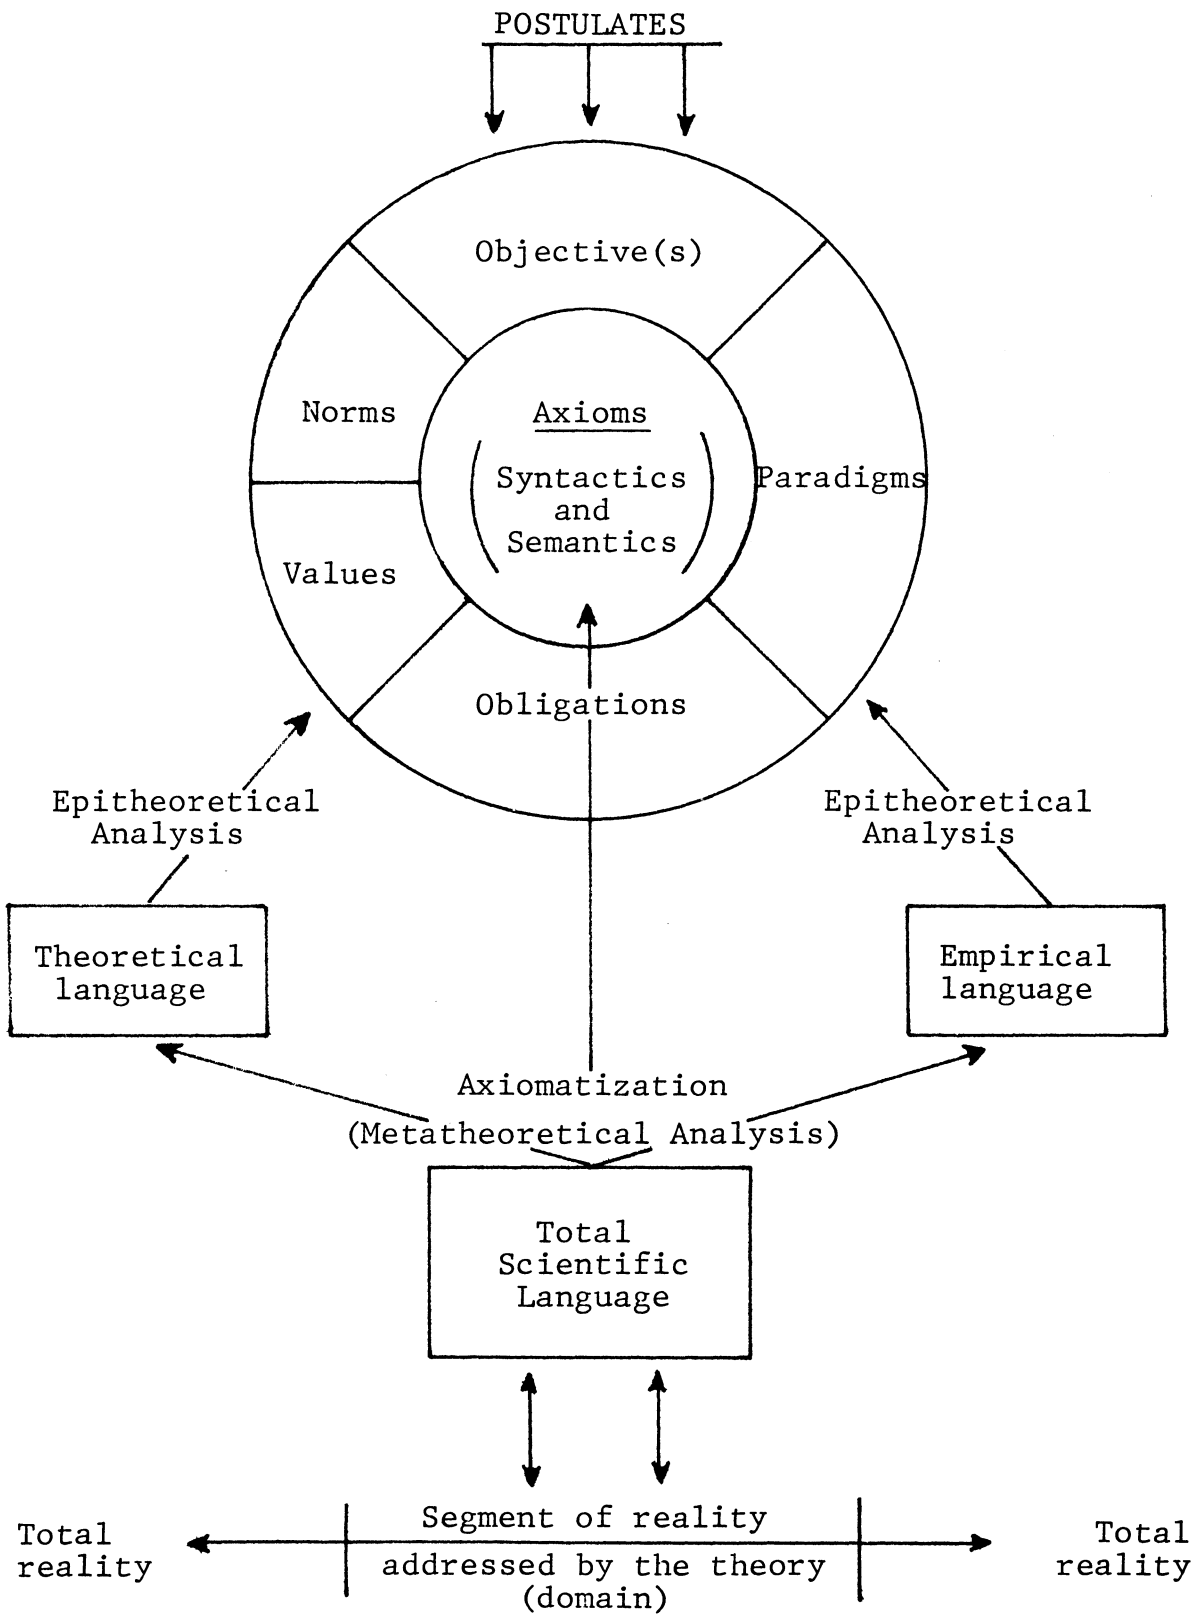 POSTULATES
Objective(s)
Norms
Axioms
Syntactics
and
Semantics
Paradigms
Values
Obligations
Epitheoretical
Analysis
Epitheoretical
Analysis
Theoretical
language
Empirical
language
Axiomatization
(Metatheoretical Analysis)
Total
Scientific
Language
Segment of reality
addressed by the theory
(domain)
Total
reality
Total
reality